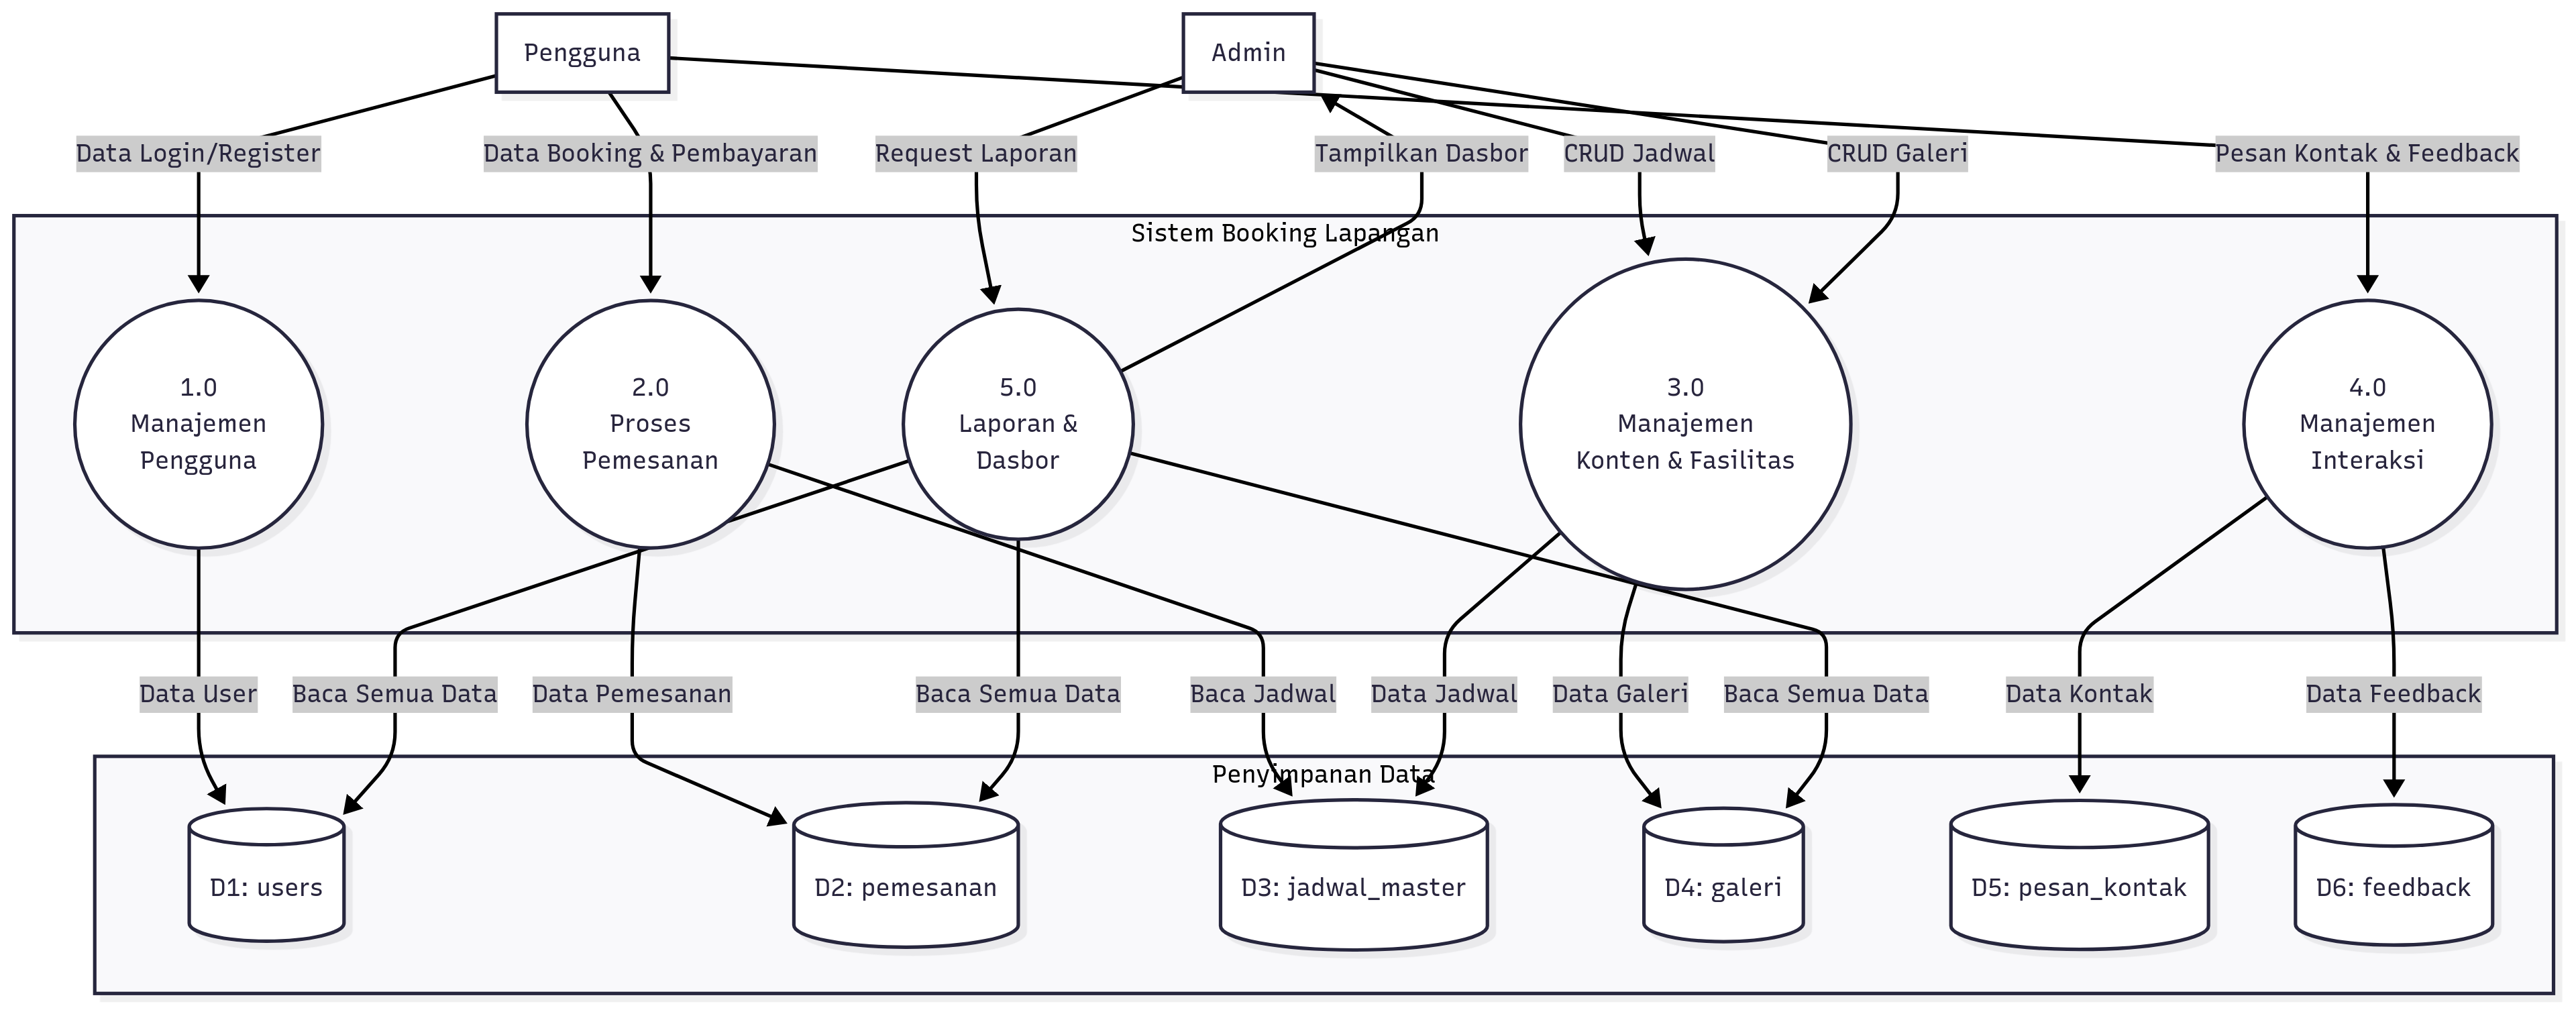 Pengguna
Admin
Data Login/Register
Data Booking & Pembayaran
Request Laporan
Tampilkan Dasbor
CRUD Jadwal
CRUD Galeri
Pesan Kontak & Feedback
Sistem Booking Lapangan
1.0
Manajemen
Pengguna
2.0
Proses
Pemesanan
5.0
Laporan &
Dasbor
3.0
Manajemen
Konten & Fasilitas
4.0
Manajemen
Interaksi
Data User
Baca Semua Data
Data Pemesanan
Baca Semua Data
Baca Jadwal
Data Jadwal
Data Galeri
Baca Semua Data
Data Kontak
Data Feedback
Penyimpanan Data
D1: users
D2: pemesanan
D3: jadwal_master
D4: galeri
D5: pesan_kontak
D6: feedback